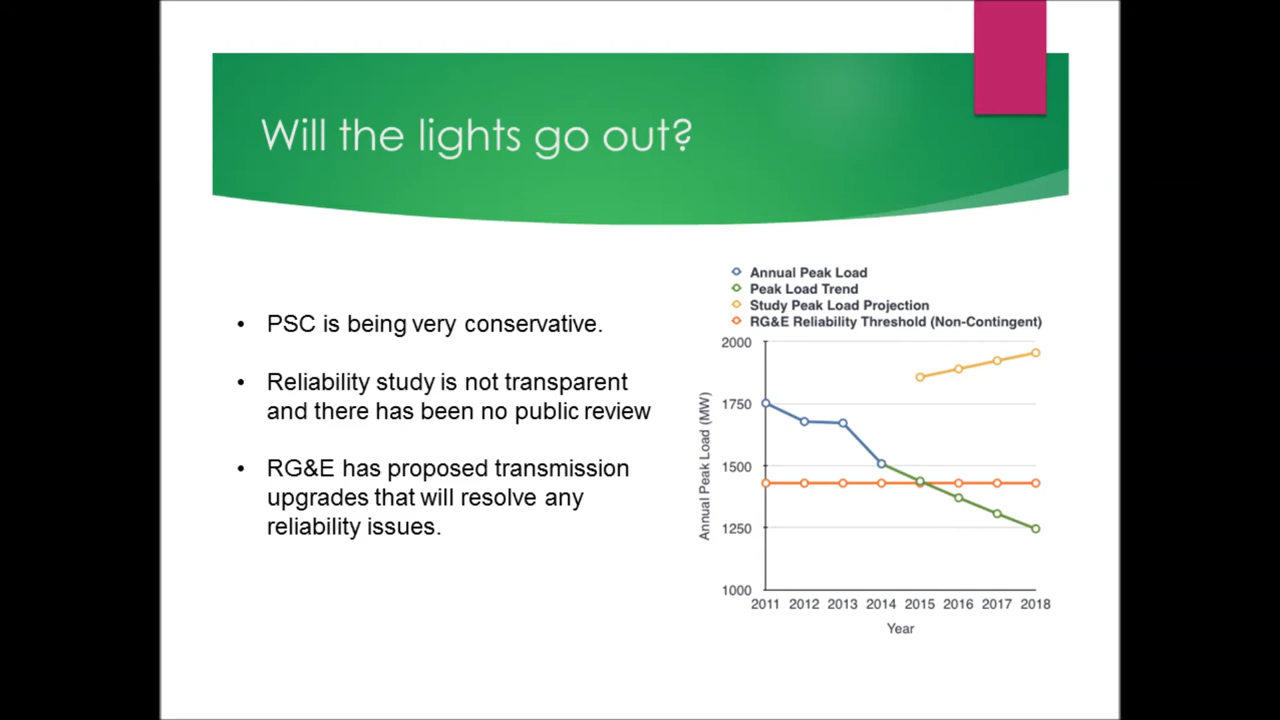 Will the lights go out?
• PSC is being very conservative.
• Reliability study is not transparent
and there has been no public review
• RG&E has proposed transmission
upgrades that will resolve any
reliability issues.
Annual Peak Load
Peak Load Trend
Study Peak Load Projection
RG&E Reliability Threshold (Non-Contingent)
Annual Peak Load (MW)
2000
1750
1500
1250
1000
2011 2012 2013 2014 2015 2016 2017 2018
Year